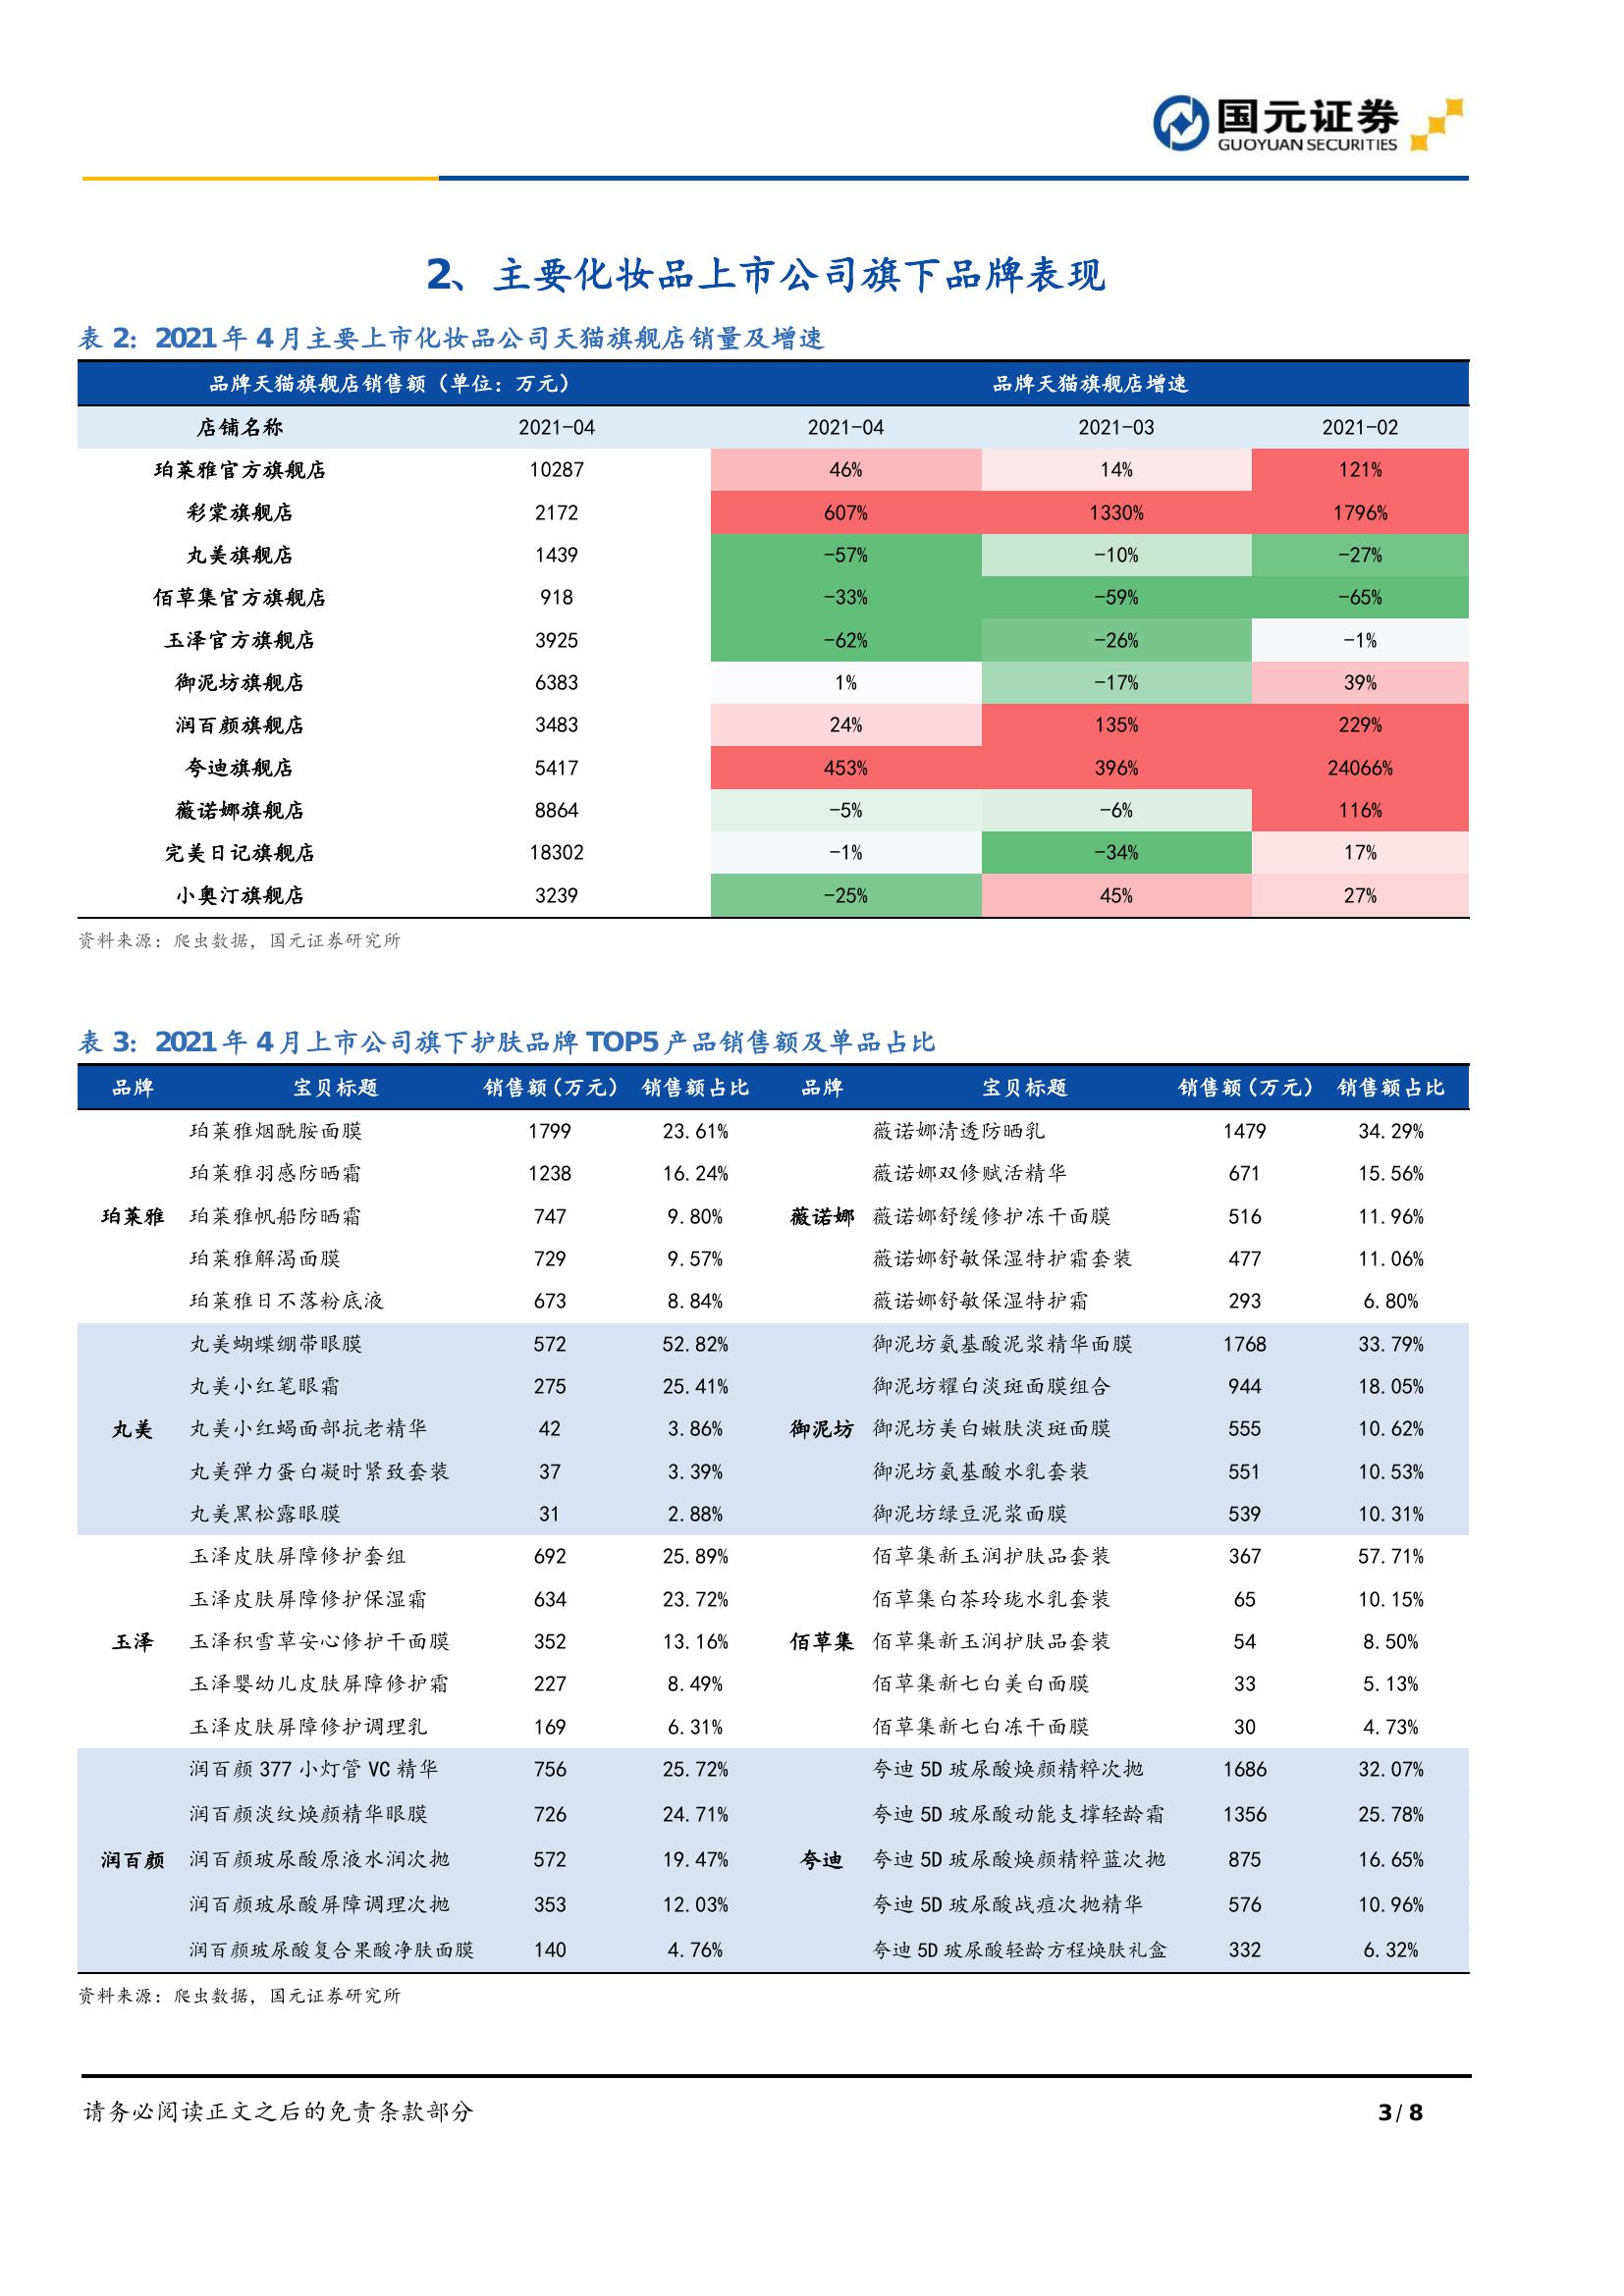 国元证券
GUOYUAN SECURITIES
2、主要化妆品上市公司旗下品牌表现
表 2：2021 年 4 月主要上市化妆品公司天猫旗舰店销量及增速
品牌天猫旗舰店销售额（单位：万元） 品牌天猫旗舰店增速
店铺名称 2021-04 2021-04 2021-03 2021-02
珀莱雅官方旗舰店 10287 46% 14% 121%
彩棠旗舰店 2172 607% 1330% 1796%
丸美旗舰店 1439 -57% -10% -27%
佰草集官方旗舰店 918 -33% -59% -65%
玉泽官方旗舰店 3925 -62% -26% -1%
御泥坊旗舰店 6383 1% -17% 39%
润百颜旗舰店 3483 24% 135% 229%
夸迪旗舰店 5417 453% 396% 24066%
薇诺娜旗舰店 8864 -5% -6% 116%
完美日记旗舰店 18302 -1% -34% 17%
小奥汀旗舰店 3239 -25% 45% 27%
资料来源：爬虫数据，国元证券研究所
表 3：2021 年 4 月上市公司旗下护肤品牌 TOP5 产品销售额及单品占比
品牌 宝贝标题 销售额（万元） 销售额占比 品牌 宝贝标题 销售额（万元） 销售额占比
珀莱雅烟酰胺面膜 1799 23.61% 薇诺娜清透防晒乳 1479 34.29%
珀莱雅羽感防晒霜 1238 16.24% 薇诺娜双修赋活精华 671 15.56%
珀莱雅 珀莱雅帆船防晒霜 747 9.80% 薇诺娜 薇诺娜舒缓修护冻干面膜 516 11.96%
珀莱雅解渴面膜 729 9.57% 薇诺娜舒敏保湿特护霜套装 477 11.06%
珀莱雅日不落粉底液 673 8.84% 薇诺娜舒敏保湿特护霜 293 6.80%
丸美蝴蝶绷带眼膜 572 52.82% 御泥坊氨基酸泥浆精华面膜 1768 33.79%
丸美小红笔眼霜 275 25.41% 御泥坊耀白淡斑面膜组合 944 18.05%
丸美 丸美小红蝎面部抗老精华 42 3.86% 御泥坊 御泥坊美白嫩肤淡斑面膜 555 10.62%
丸美弹力蛋白凝时紧致套装 37 3.39% 御泥坊氨基酸水乳套装 551 10.53%
丸美黑松露眼膜 31 2.88% 御泥坊绿豆泥浆面膜 539 10.31%
玉泽皮肤屏障修护套组 692 25.89% 佰草集新玉润护肤品套装 367 57.71%
玉泽皮肤屏障修护保湿霜 634 23.72% 佰草集白茶玲珑水乳套装 65 10.15%
玉泽 玉泽积雪草安心修护干面膜 352 13.16% 佰草集 佰草集新玉润护肤品套装 54 8.50%
玉泽婴幼儿皮肤屏障修护霜 227 8.49% 佰草集新七白美白面膜 33 5.13%
玉泽皮肤屏障修护调理乳 169 6.31% 佰草集新七白冻干面膜 30 4.73%
润百颜 377 小灯管 VC 精华 756 25.72% 夸迪 5D 玻尿酸焕颜精粹次抛 1686 32.07%
润百颜淡纹焕颜精华眼膜 726 24.71% 夸迪 5D 玻尿酸动能支撑轻龄霜 1356 25.78%
润百颜 润百颜玻尿酸原液水润次抛 572 19.47% 夸迪 夸迪 5D 玻尿酸焕颜精粹蓝次抛 875 16.65%
润百颜玻尿酸屏障调理次抛 353 12.03% 夸迪 5D 玻尿酸战痘次抛精华 576 10.96%
润百颜玻尿酸复合果酸净肤面膜 140 4.76% 夸迪 5D 玻尿酸轻龄方程焕肤礼盒 332 6.32%
资料来源：爬虫数据，国元证券研究所
请务必阅读正文之后的免责条款部分 3 / 8